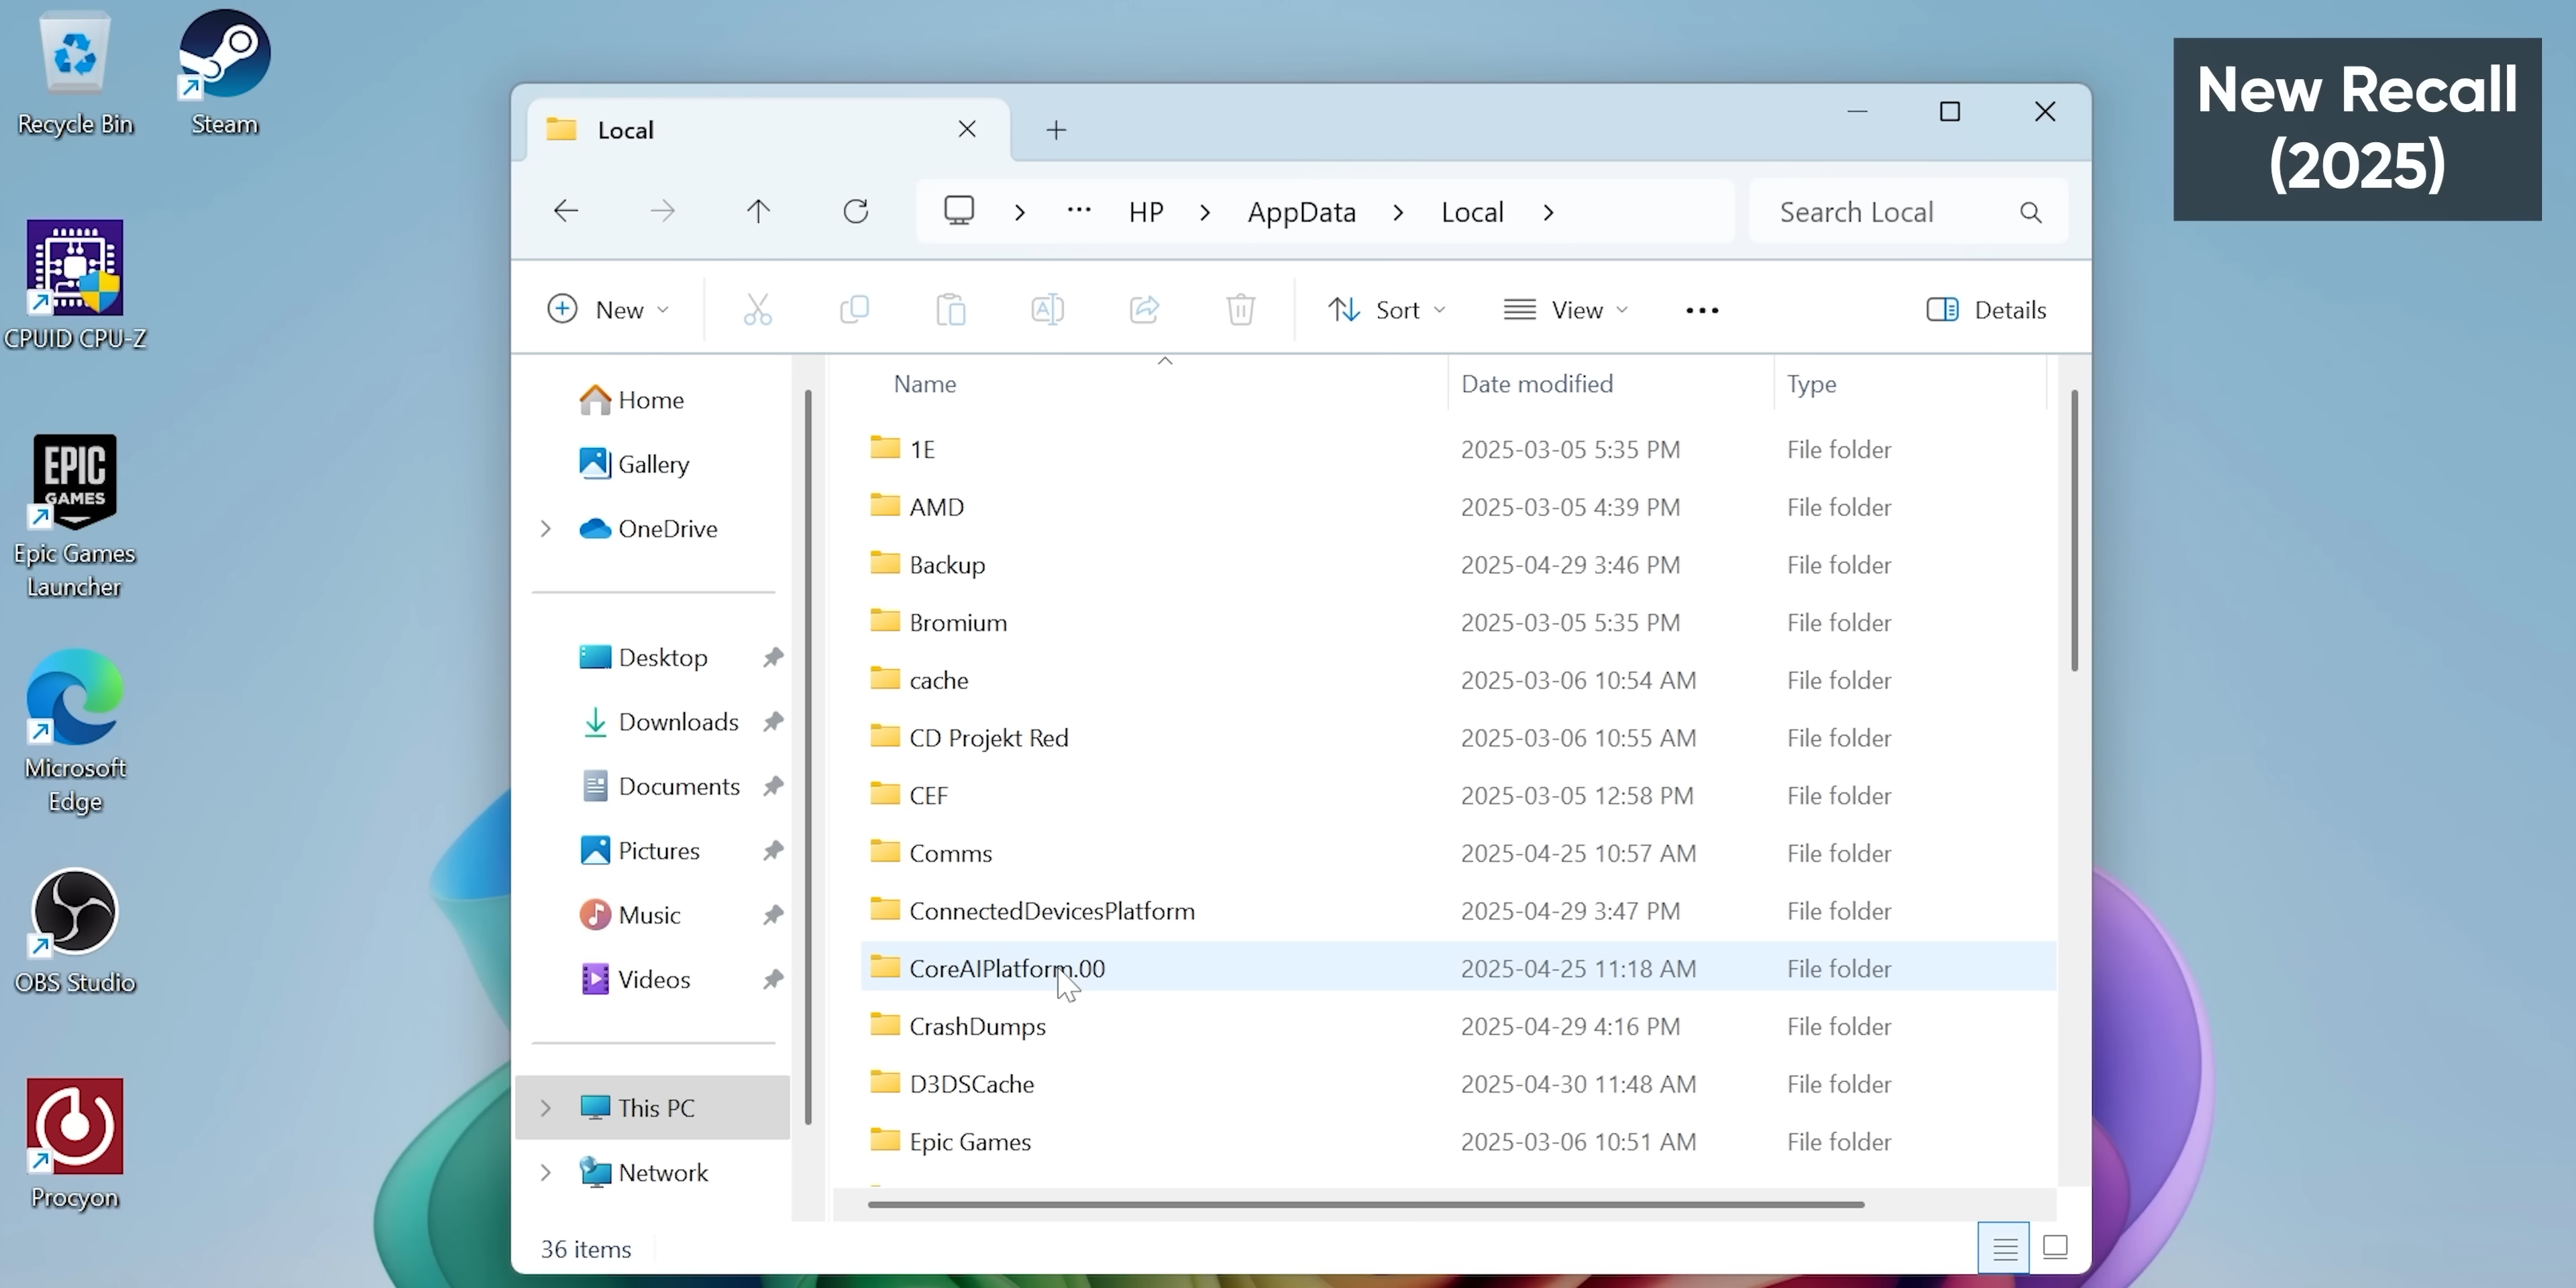 Recycle Bin
Steam
CPUID CPU-Z
EPIC
GAMES
Epic Games
Launcher
Microsoft
Edge
OBS Studio
Procyon
New Recall
(2025)
Local
HP
AppData
Local
Search Local
New
Sort
View
Details
Home
Gallery
OneDrive
Desktop
Downloads
Documents
Pictures
Music
Videos
This PC
Network
Name Date modified Type
1E 2025-03-05 5:35 PM File folder
AMD 2025-03-05 4:39 PM File folder
Backup 2025-04-29 3:46 PM File folder
Bromium 2025-03-05 5:35 PM File folder
cache 2025-03-06 10:54 AM File folder
CD Projekt Red 2025-03-06 10:55 AM File folder
CEF 2025-03-05 12:58 PM File folder
Comms 2025-04-25 10:57 AM File folder
ConnectedDevicesPlatform 2025-04-29 3:47 PM File folder
CoreAIPlatform.00 2025-04-25 11:18 AM File folder
CrashDumps 2025-04-29 4:16 PM File folder
D3DSCache 2025-04-30 11:48 AM File folder
Epic Games 2025-03-06 10:51 AM File folder
36 items